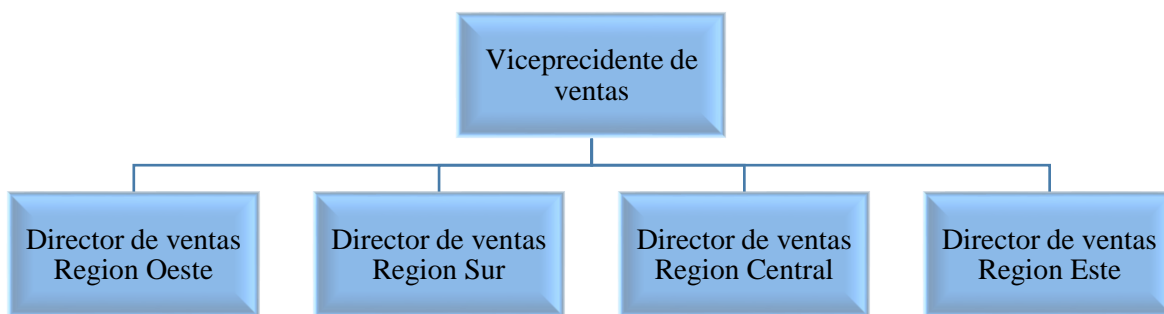 Viceprecidente de
ventas
Director de ventas
Region Oeste
Director de ventas
Region Sur
Director de ventas
Region Central
Director de ventas
Region Este